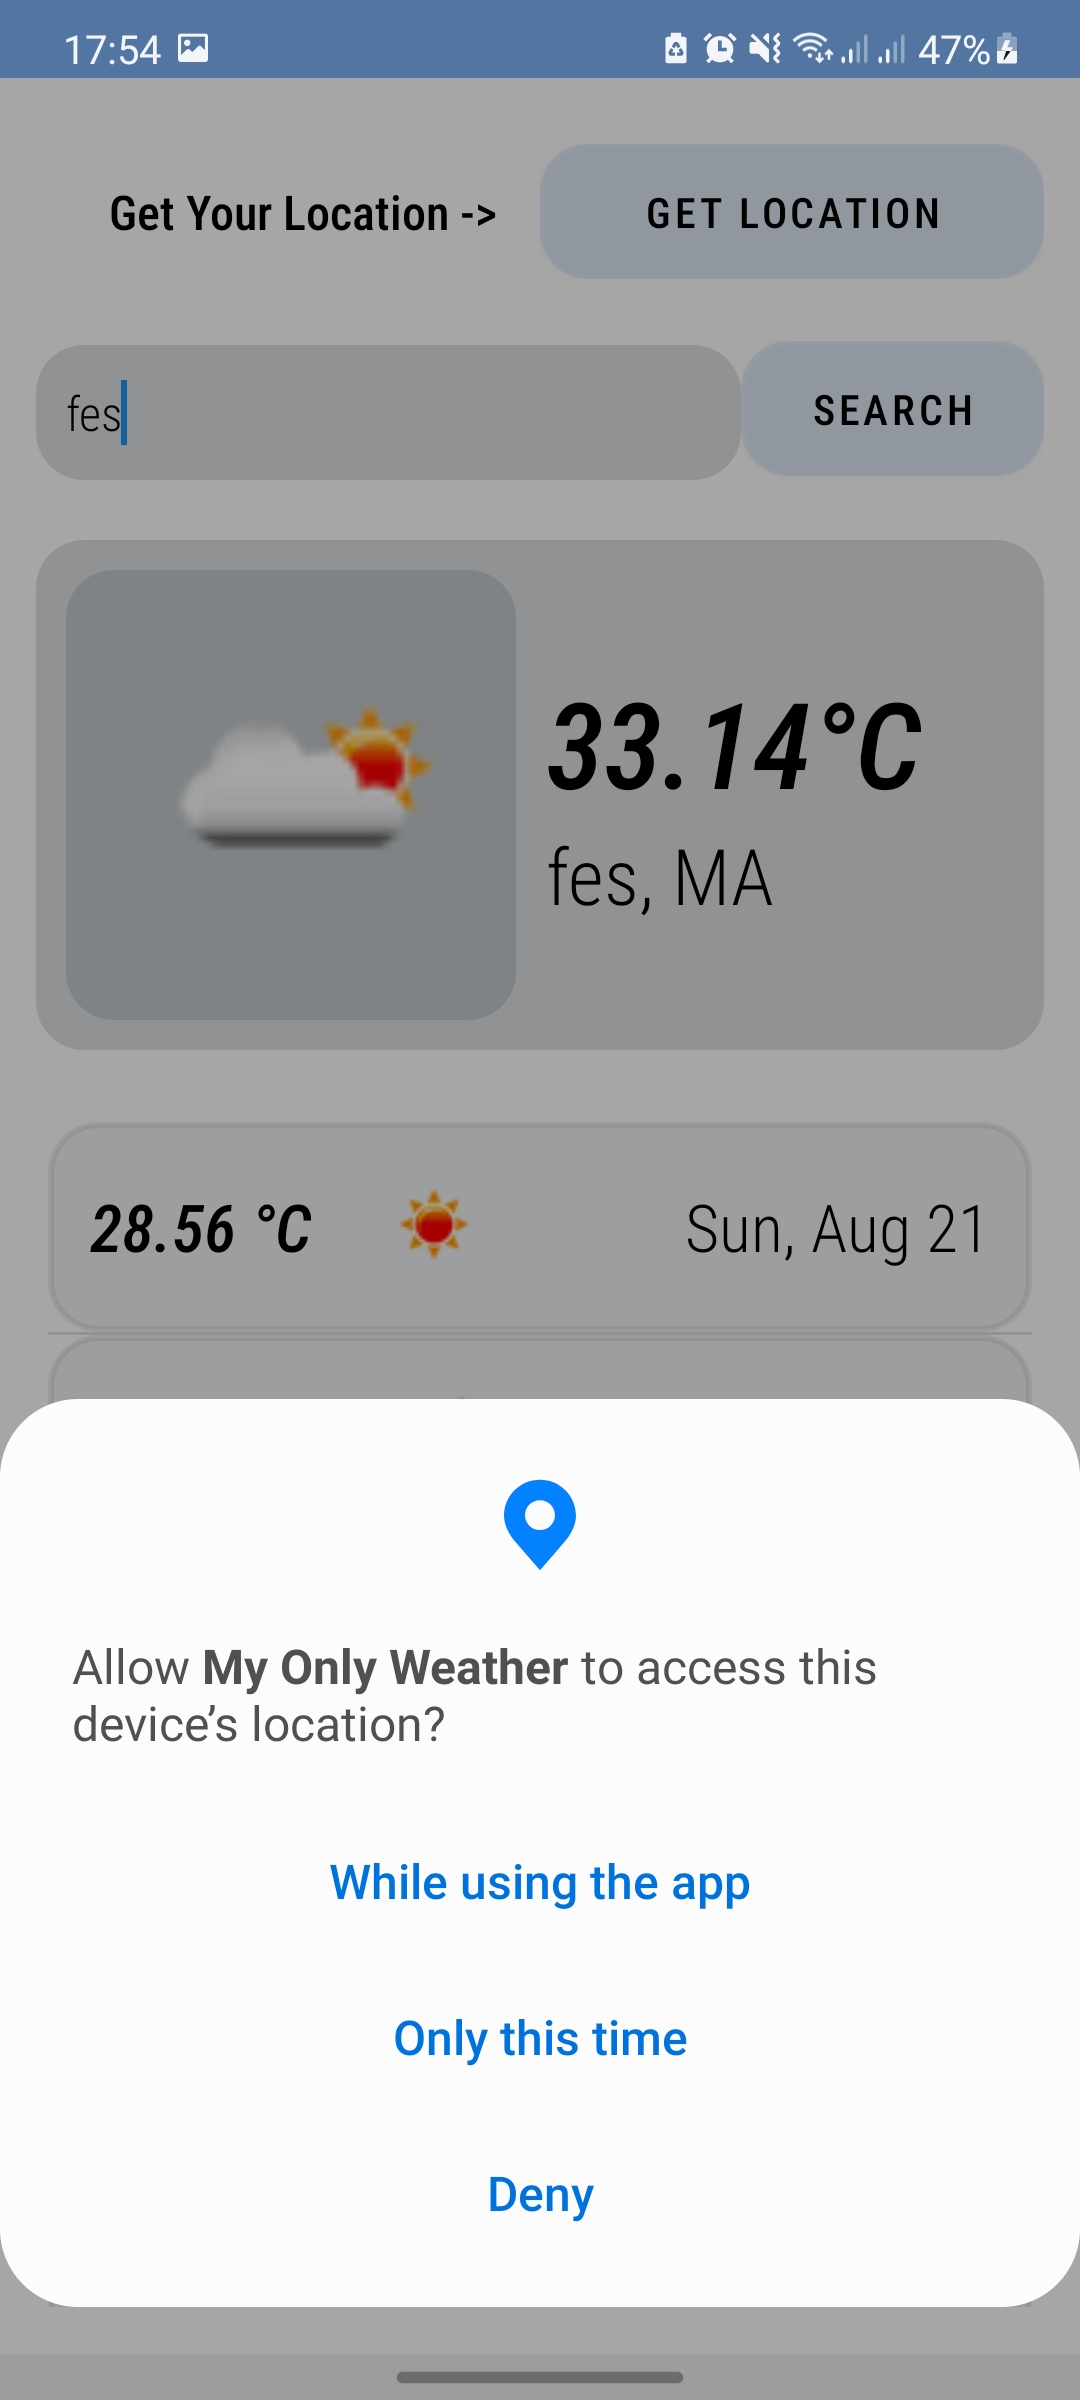 17:54 47%
Get Your Location -> GET LOCATION
fes SEARCH
33.14°C
fes, MA
28.56 °C Sun, Aug 21
Allow My Only Weather to access this
device’s location?
While using the app
Only this time
Deny